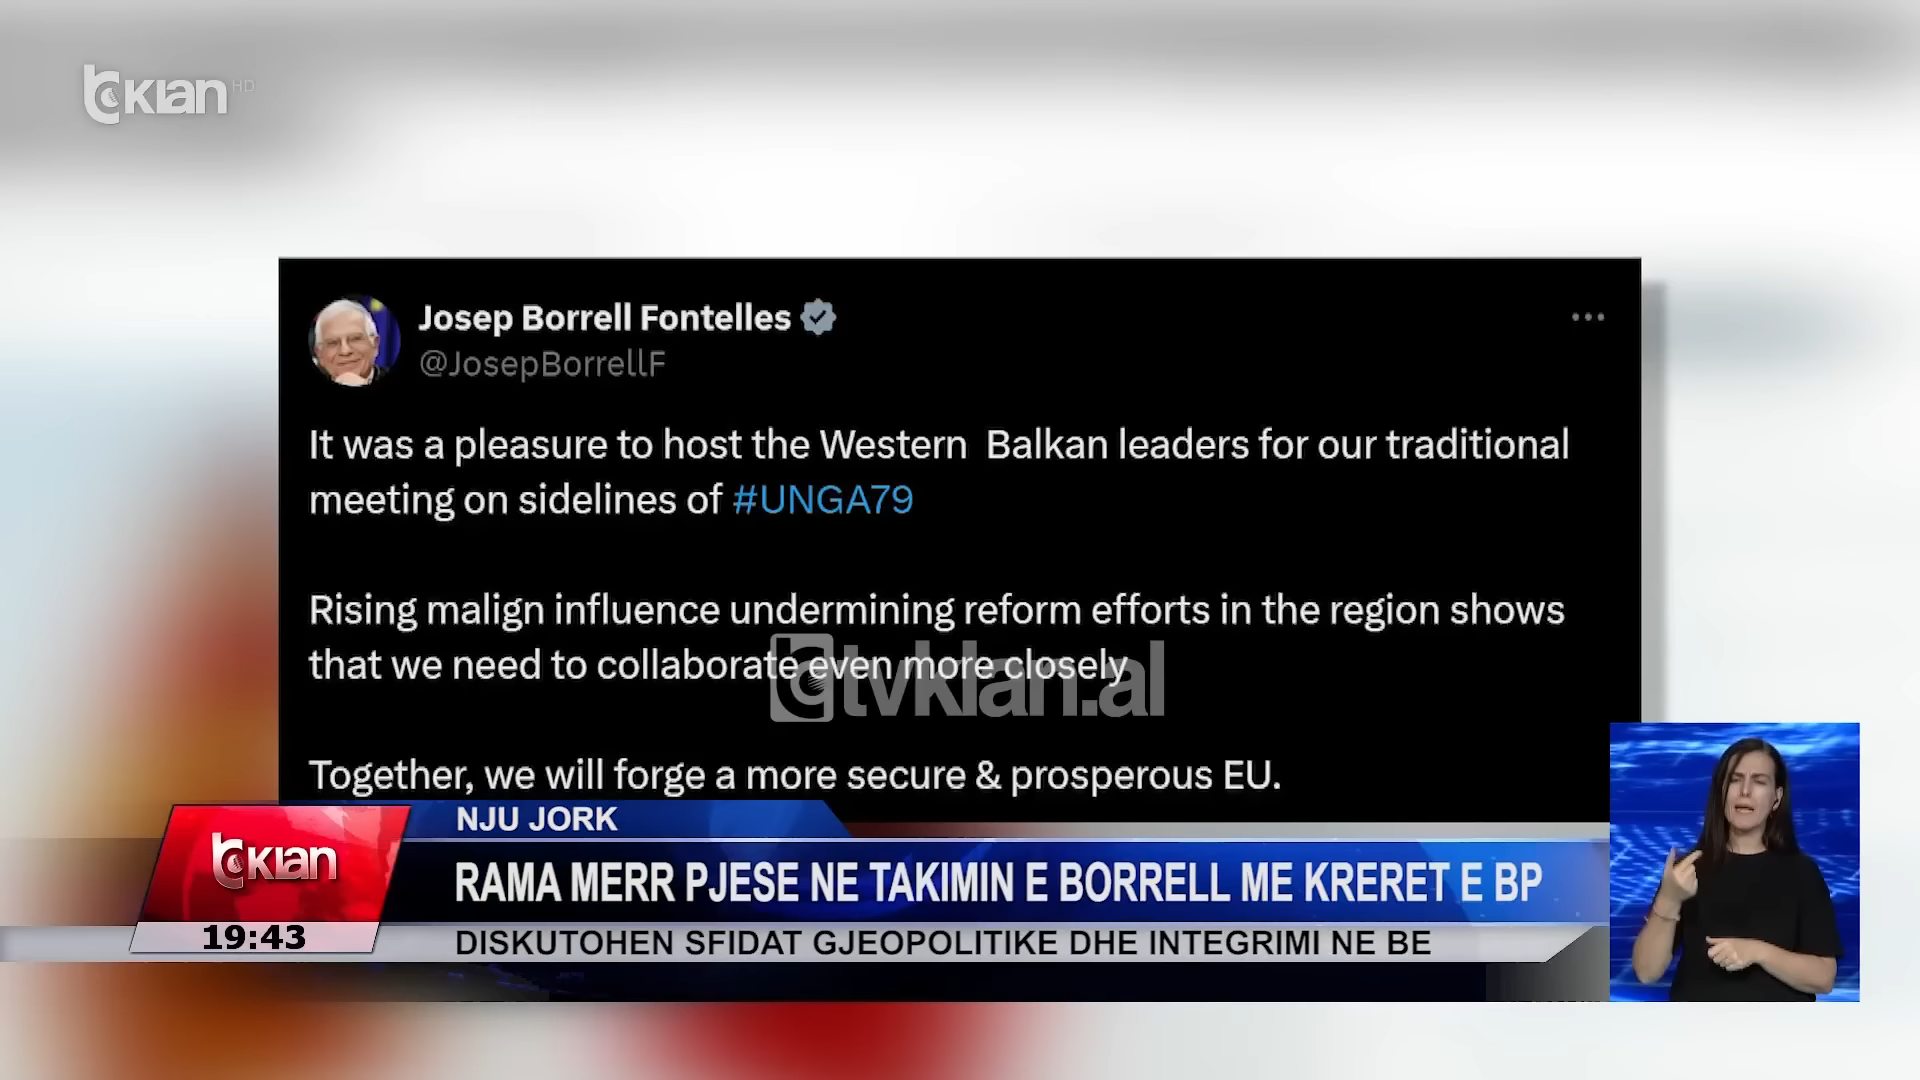 tvklan HD
Josep Borrell Fontelles
@JosepBorrellF
It was a pleasure to host the Western Balkan leaders for our traditional
meeting on sidelines of #UNGA79
Rising malign influence undermining reform efforts in the region shows
that we need to collaborate even more closely
tvklan.al
Together, we will forge a more secure & prosperous EU.
NJU JORK
tvklan
RAMA MERR PJESE NE TAKIMIN E BORRELL ME KRERET E BP
19:43
DISKUTOHEN SFIDAT GJEOPOLITIKE DHE INTEGRIMI NE BE